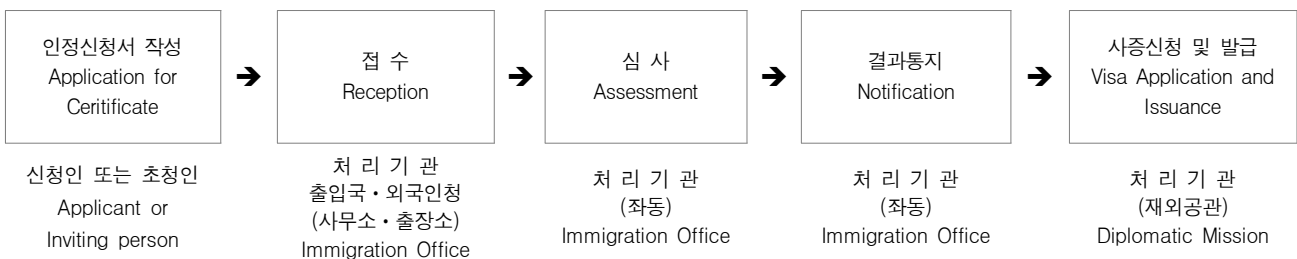 인정신청서 작성
Application for
Ceritificate
접 수
Reception
심 사
Assessment
결과통지
Notification
사증신청 및 발급
Visa Application and
Issuance
신청인 또는 초청인
Applicant or
Inviting person
처 리 기 관
출입국・외국인청
(사무소・출장소)
Immigration Office
처 리 기 관
(좌동)
Immigration Office
처 리 기 관
(좌동)
Immigration Office
처 리 기 관
(재외공관)
Diplomatic Mission